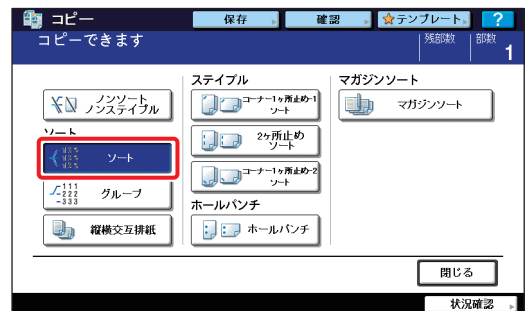 コピー
保存
確認
テンプレート
?
コピーできます
残部数
部数
1
ノンソート
ノンステイプル
ソート
ソート
111
222
333
グループ
縦横交互排紙
ステイプル
コーナー1ヶ所止め-1
ソート
2ヶ所止め
ソート
コーナー1ヶ所止め-2
ソート
ホールパンチ
ホールパンチ
マガジンソート
マガジンソート
閉じる
状況確認